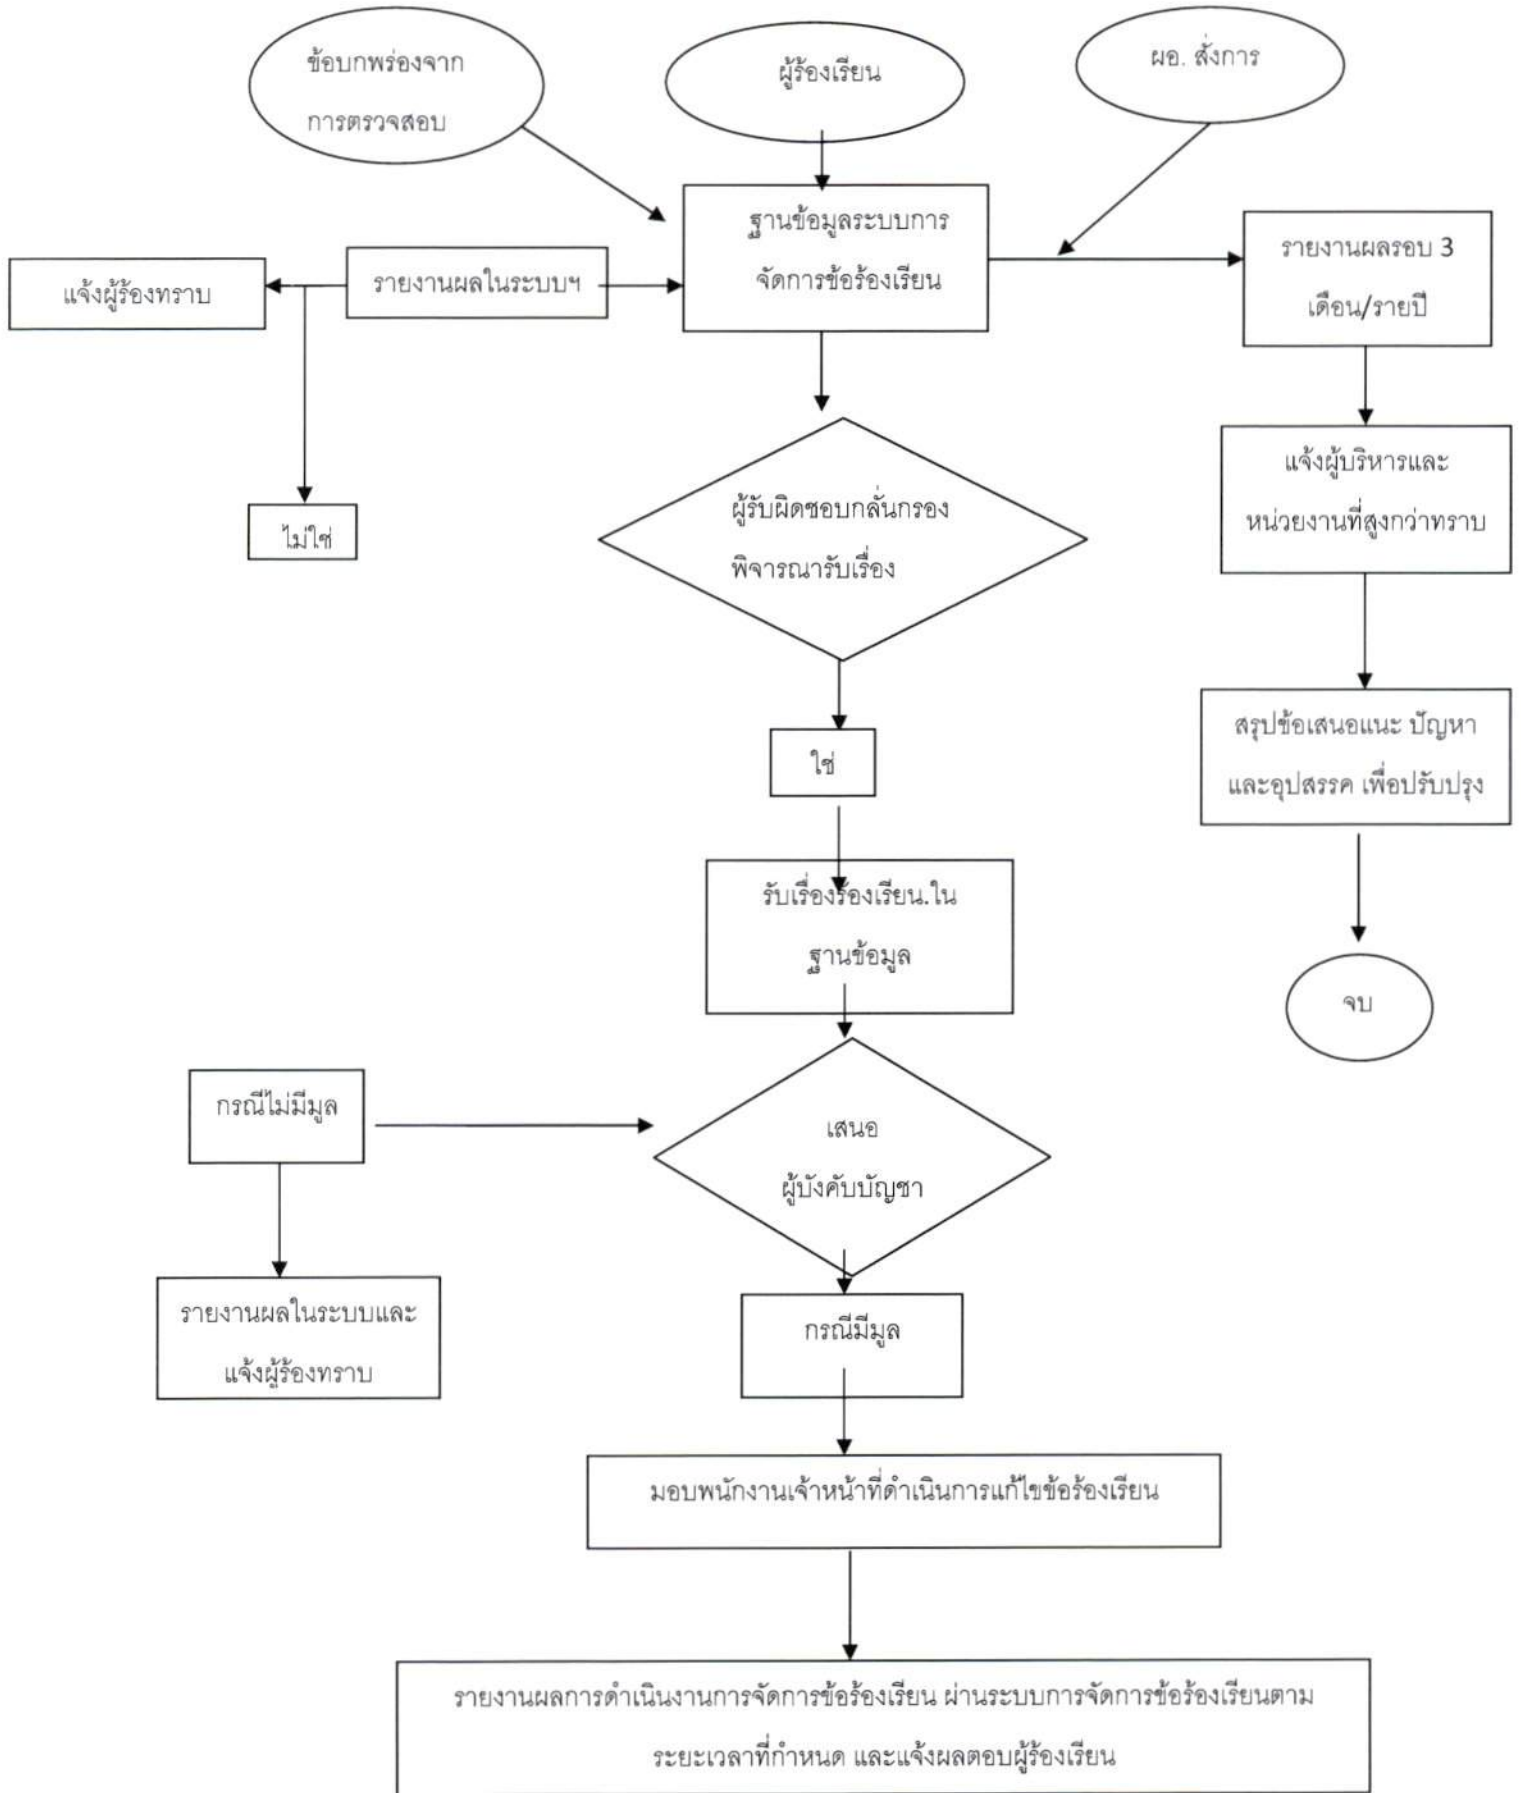 ข้อบกพร่องจาก
การตรวจสอบ
ผู้ร้องเรียน
ผอ. สั่งการ
ฐานข้อมูลระบบการ
จัดการข้อร้องเรียน
รายงานผลรอบ 3
เดือน/รายปี
แจ้งผู้ร้องทราบ
รายงานผลในระบบฯ
แจ้งผู้บริหารและ
หน่วยงานที่สูงกว่าทราบ
ไม่ใช่
ผู้รับผิดชอบกลั่นกรอง
พิจารณารับเรื่อง
ใช่
สรุปข้อเสนอแนะ ปัญหา
และอุปสรรค เพื่อปรับปรุง
รับเรื่องร้องเรียน.ใน
ฐานข้อมูล
จบ
กรณีไม่มีมูล
เสนอ
ผู้บังคับบัญชา
รายงานผลในระบบและ
แจ้งผู้ร้องทราบ
กรณีมีมูล
มอบพนักงานเจ้าหน้าที่ดำเนินการแก้ไขข้อร้องเรียน
รายงานผลการดำเนินงานการจัดการข้อร้องเรียน ผ่านระบบการจัดการข้อร้องเรียนตาม
ระยะเวลาที่กำหนด และแจ้งผลตอบผู้ร้องเรียน